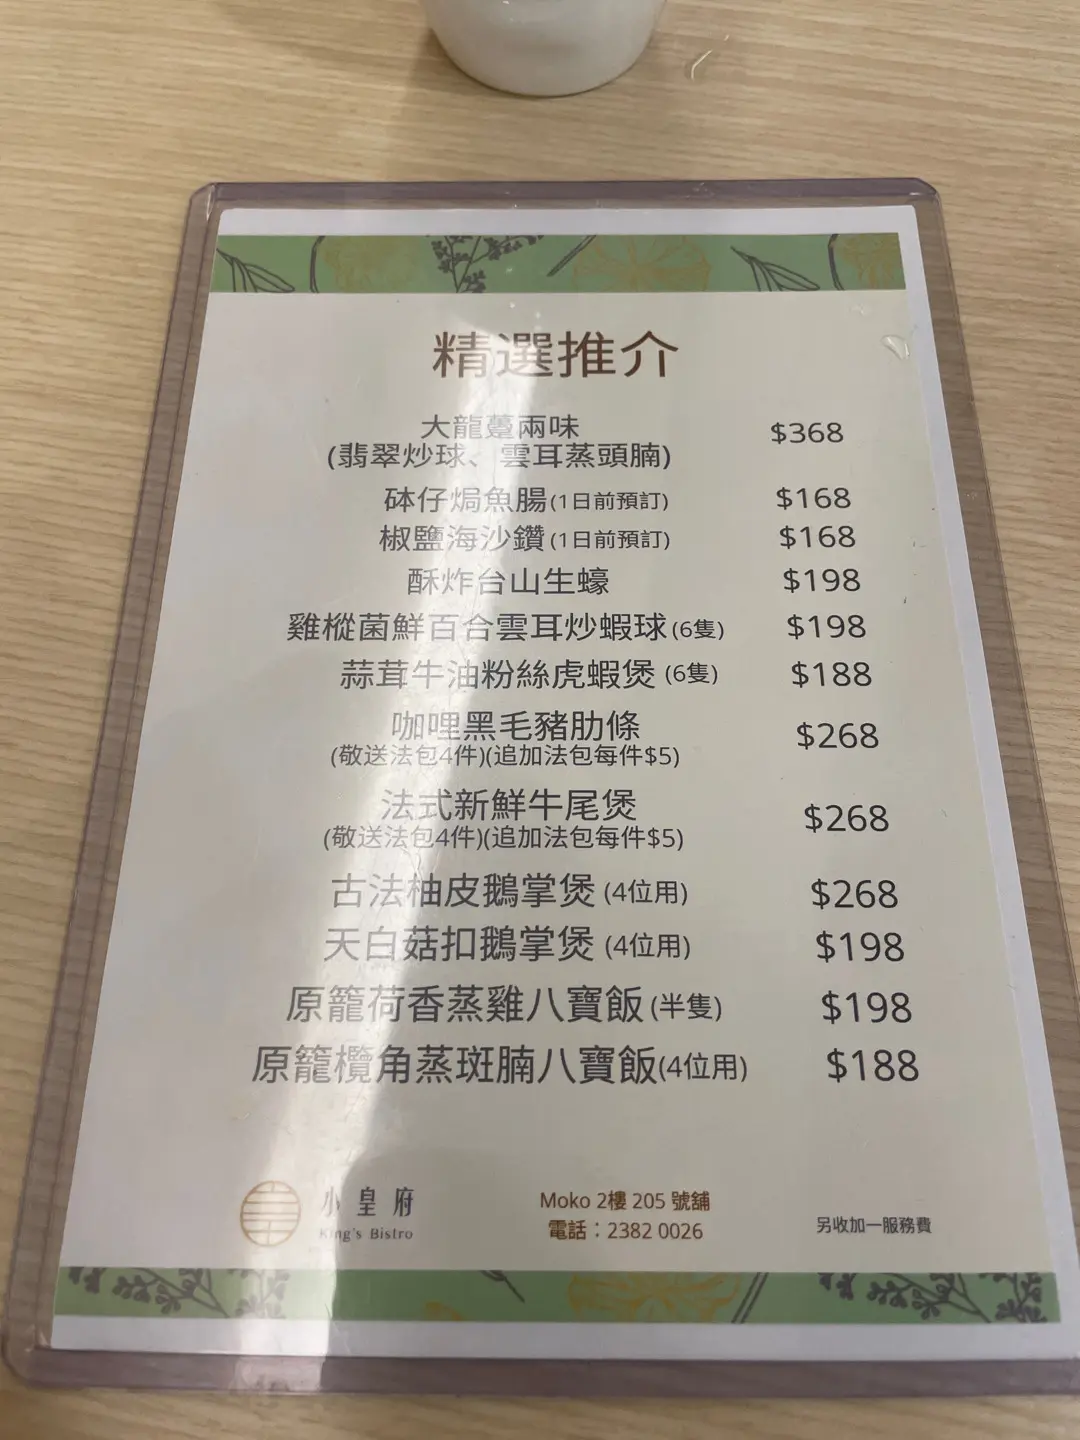 精選推介
大龍躉兩味 $368
(翡翠炒球、雲耳蒸頭腩)
砵仔焗魚腸(1日前預訂) $168
椒鹽海沙鑽(1日前預訂) $168
酥炸台山生蠔 $198
雞樅菌鮮百合雲耳炒蝦球(6隻) $198
蒜茸牛油粉絲虎蝦煲(6隻) $188
咖哩黑毛豬肋條 $268
(敬送法包4件)(追加法包每件$5)
法式新鮮牛尾煲 $268
(敬送法包4件)(追加法包每件$5)
古法柚皮鵝掌煲(4位用) $268
天白菇扣鵝掌煲(4位用) $198
原籠荷香蒸雞八寶飯(半隻) $198
原籠欖角蒸斑腩八寶飯(4位用) $188
小皇府
King's Bistro
Moko 2樓 205 號舖
電話：2382 0026
另收加一服務費